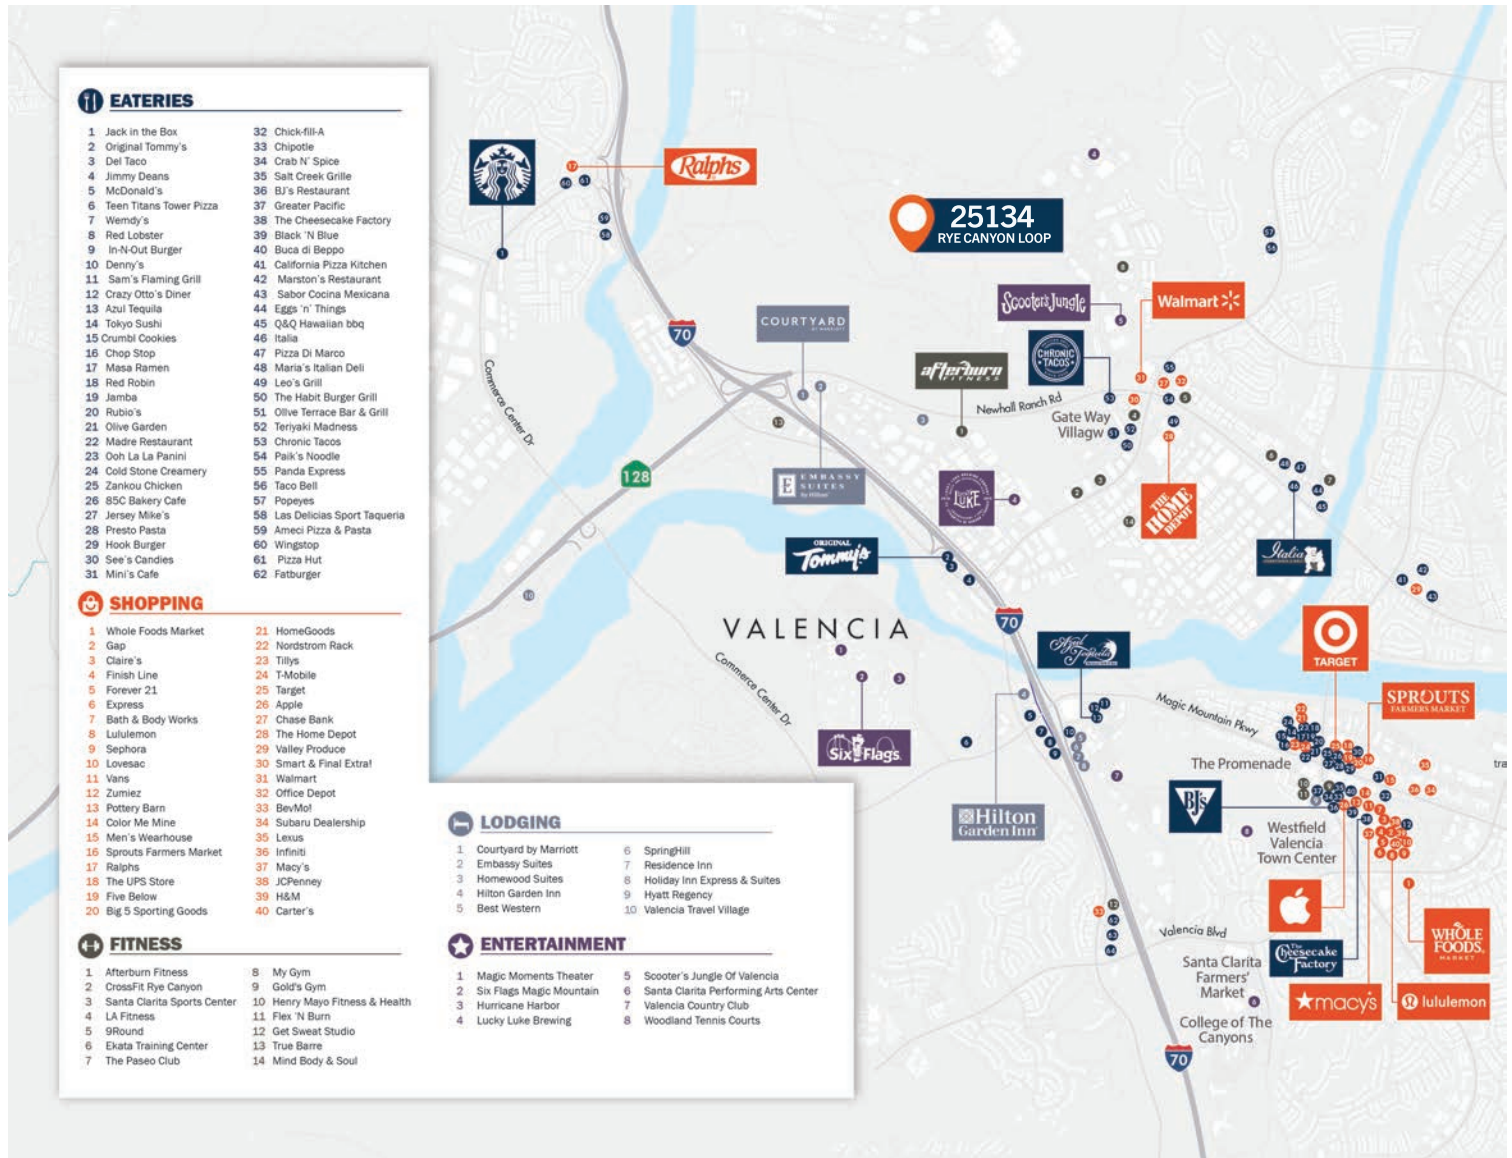 EATERIES
1 Jack in the Box
2 Original Tommy's
3 Del Taco
4 Jimmy Deans
5 McDonald's
6 Teen Titans Tower Pizza
7 Wemdy's
8 Red Lobster
9 In-N-Out Burger
10 Denny's
11 Sam's Flaming Grill
12 Crazy Otto's Diner
13 Azul Tequila
14 Tokyo Sushi
15 Crumbl Cookies
16 Chop Stop
17 Masa Ramen
18 Red Robin
19 Jamba
20 Rubio's
21 Olive Garden
22 Madre Restaurant
23 Ooh La La Panini
24 Cold Stone Creamery
25 Zankou Chicken
26 85C Bakery Cafe
27 Jersey Mike's
28 Presto Pasta
29 Hook Burger
30 See's Candies
31 Mini's Cafe
32 Chick-fill-A
33 Chipotle
34 Crab N' Spice
35 Salt Creek Grille
36 BJ's Restaurant
37 Greater Pacific
38 The Cheesecake Factory
39 Black 'N Blue
40 Buca di Beppo
41 California Pizza Kitchen
42 Marston's Restaurant
43 Sabor Cocina Mexicana
44 Eggs 'n' Things
45 Q&Q Hawaiian bbq
46 Italia
47 Pizza Di Marco
48 Maria's Italian Deli
49 Leo's Grill
50 The Habit Burger Grill
51 Olive Terrace Bar & Grill
52 Teriyaki Madness
53 Chronic Tacos
54 Paik's Noodle
55 Panda Express
56 Taco Bell
57 Popeyes
58 Las Delicias Sport Taqueria
59 Ameci Pizza & Pasta
60 Wingstop
61 Pizza Hut
62 Fatburger
SHOPPING
1 Whole Foods Market
2 Gap
3 Claire's
4 Finish Line
5 Forever 21
6 Express
7 Bath & Body Works
8 Lululemon
9 Sephora
10 Lovesac
11 Vans
12 Zumiez
13 Pottery Barn
14 Color Me Mine
15 Men's Wearhouse
16 Sprouts Farmers Market
17 Ralphs
18 The UPS Store
19 Five Below
20 Big 5 Sporting Goods
21 HomeGoods
22 Nordstrom Rack
23 Tillys
24 T-Mobile
25 Target
26 Apple
27 Chase Bank
28 The Home Depot
29 Valley Produce
30 Smart & Final Extra!
31 Walmart
32 Office Depot
33 BevMo!
34 Subaru Dealership
35 Lexus
36 Infiniti
37 Macy's
38 JCPenney
39 H&M
40 Carter's
FITNESS
1 Afterburn Fitness
2 CrossFit Rye Canyon
3 Santa Clarita Sports Center
4 LA Fitness
5 9Round
6 Ekata Training Center
7 The Paseo Club
8 My Gym
9 Gold's Gym
10 Henry Mayo Fitness & Health
11 Flex 'N Burn
12 Get Sweat Studio
13 True Barre
14 Mind Body & Soul
LODGING
1 Courtyard by Marriott
2 Embassy Suites
3 Homewood Suites
4 Hilton Garden Inn
5 Best Western
6 SpringHill
7 Residence Inn
8 Holiday Inn Express & Suites
9 Hyatt Regency
10 Valencia Travel Village
ENTERTAINMENT
1 Magic Moments Theater
2 Six Flags Magic Mountain
3 Hurricane Harbor
4 Lucky Luke Brewing
5 Scooter's Jungle Of Valencia
6 Santa Clarita Performing Arts Center
7 Valencia Country Club
8 Woodland Tennis Courts
Ralphs
25134
RYE CANYON LOOP
Scooter's Jungle
Walmart
COURTYARD
70
CHRONIC
TACOS
afterburn
FITNESS
Newhall Ranch Rd
Gate Way
Villagw
Commerce Center Dr
128
EMBASSY
SUITES
by Hilton
LUKE
THE
HOME
DEPOT
ORIGINAL
Tommy's
Italia
VALENCIA
70
Azul
Tequila
TARGET
Commerce Center Dr
SPROUTS
FARMERS MARKET
Magic Mountain Pkwy
Six Flags
The Promenade
tra
BJ's
Hilton
Garden Inn
Westfield
Valencia
Town Center
Valencia Blvd
WHOLE
FOODS
MARKET
The
Cheesecake
Factory
Santa Clarita
Farmers'
Market
macy's
lululemon
College of The
Canyons
70